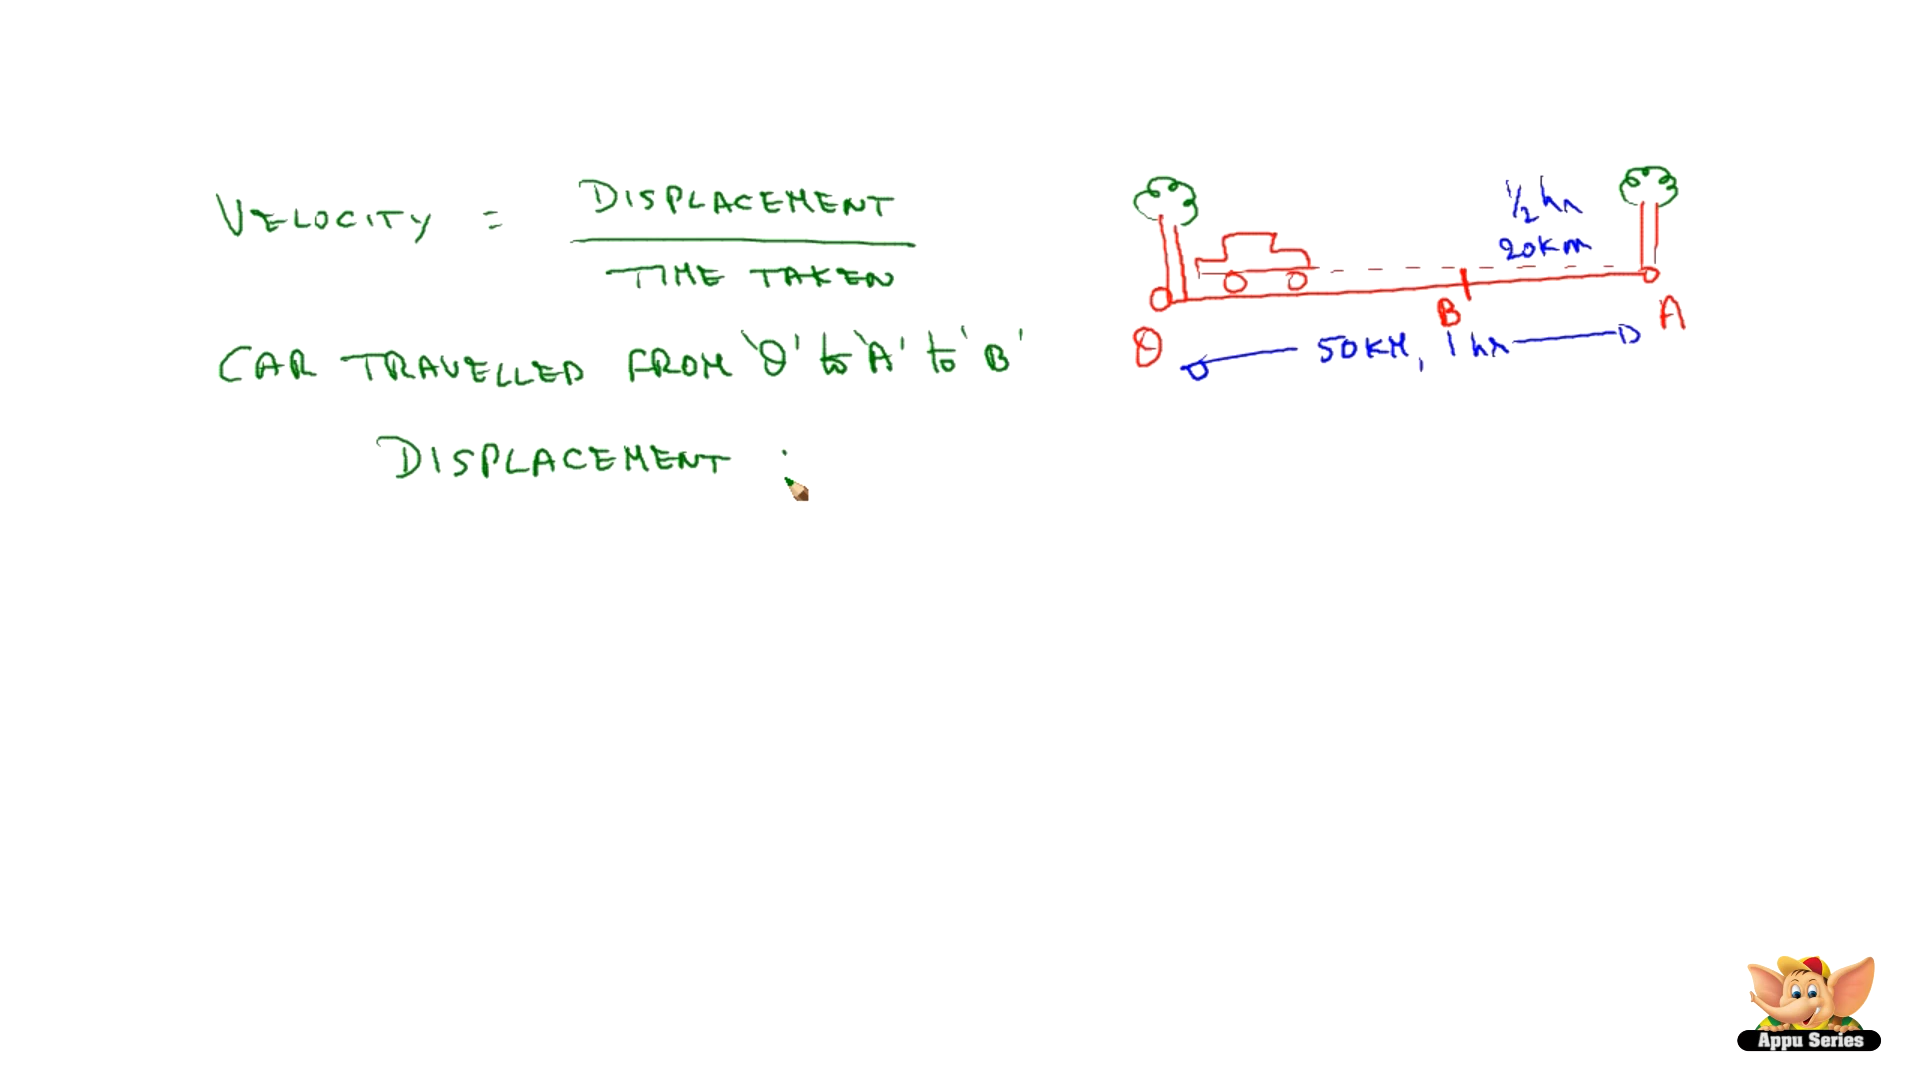 VELOCITY = DISPLACEMENT
TIME TAKEN
CAR TRAVELLED FROM 'O' to 'A' to 'B'
DISPLACEMENT :
1/2 hr
20KM
B
A
O
50KM, 1 hr
Appu Series